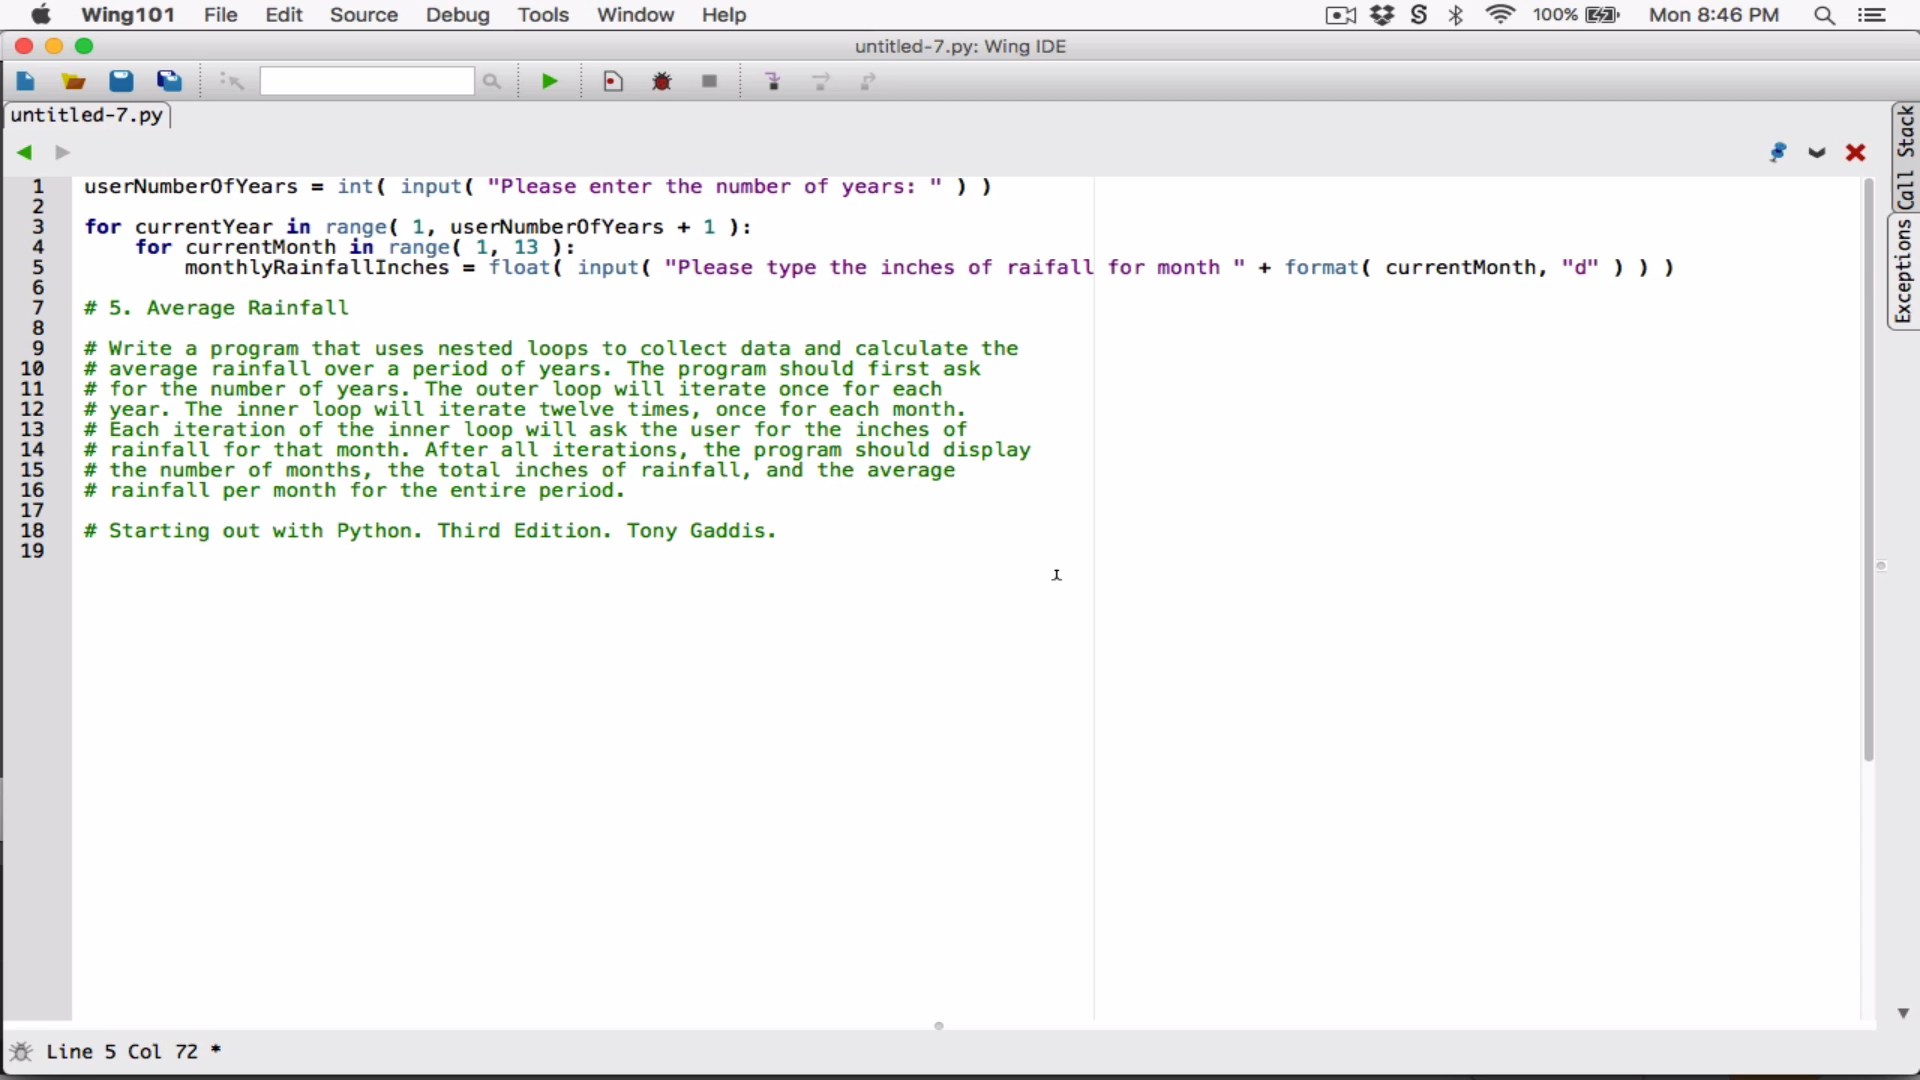 Wing101 File Edit Source Debug Tools Window Help 100% Mon 8:46 PM
untitled-7.py: Wing IDE
untitled-7.py
1 userNumberOfYears = int( input( "Please enter the number of years: " ) )
2
3 for currentYear in range( 1, userNumberOfYears + 1 ):
4 for currentMonth in range( 1, 13 ):
5 monthlyRainfallInches = float( input( "Please type the inches of raifall for month " + format( currentMonth, "d" ) ) )
6
7 # 5. Average Rainfall
8
9 # Write a program that uses nested loops to collect data and calculate the
10 # average rainfall over a period of years. The program should first ask
11 # for the number of years. The outer loop will iterate once for each
12 # year. The inner loop will iterate twelve times, once for each month.
13 # Each iteration of the inner loop will ask the user for the inches of
14 # rainfall for that month. After all iterations, the program should display
15 # the number of months, the total inches of rainfall, and the average
16 # rainfall per month for the entire period.
17
18 # Starting out with Python. Third Edition. Tony Gaddis.
19
Call Stack
Exceptions
Line 5 Col 72 *